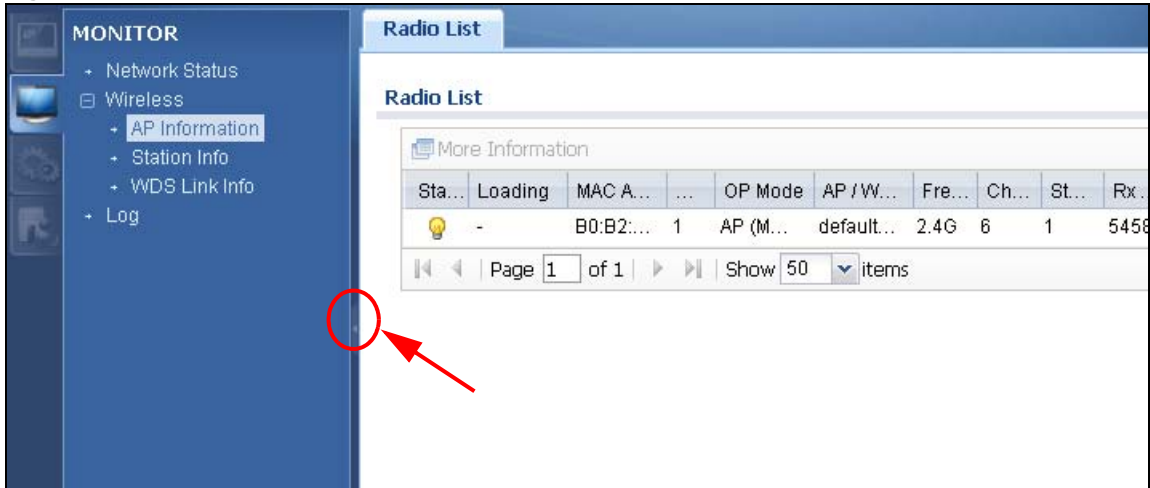 MONITOR
Network Status
Wireless
AP Information
Station Info
WDS Link Info
Log
Radio List
Radio List
More Information
Sta... Loading MAC A... ... OP Mode AP / W... Fre... Ch... St... Rx .
- B0:B2:... 1 AP (M... default... 2.4G 6 1 5458
Page 1 of 1 Show 50 items